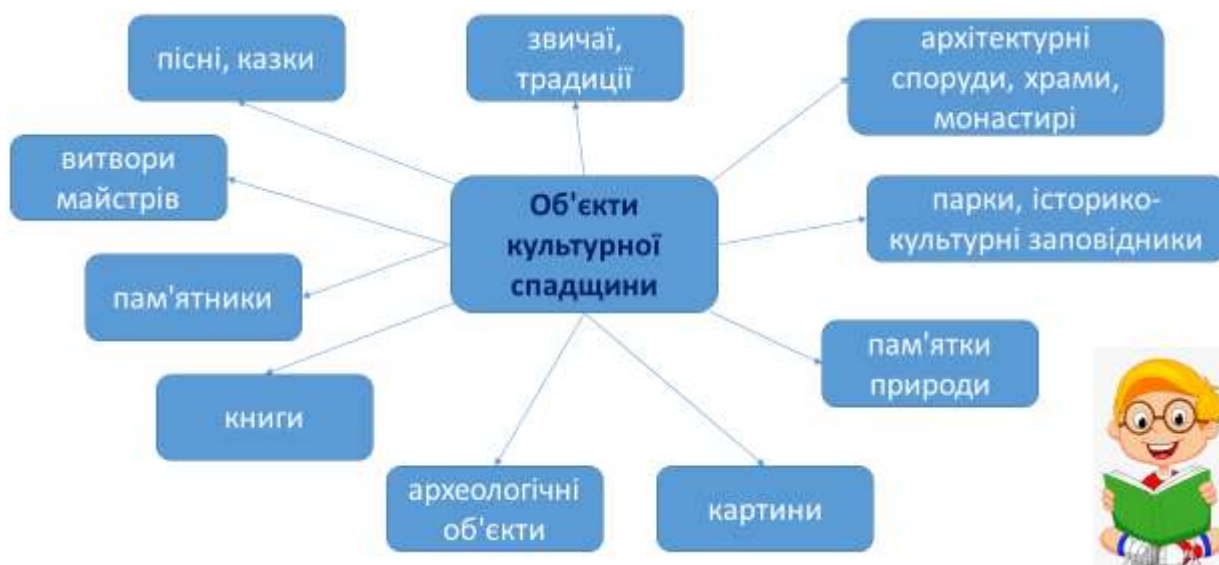 пісні, казки
звичаї,
традиції
архітектурні
споруди, храми,
монастирі
витвори
майстрів
Об'єкти
культурної
спадщини
парки, історико-
культурні заповідники
пам'ятники
пам'ятки
природи
книги
археологічні
об'єкти
картини